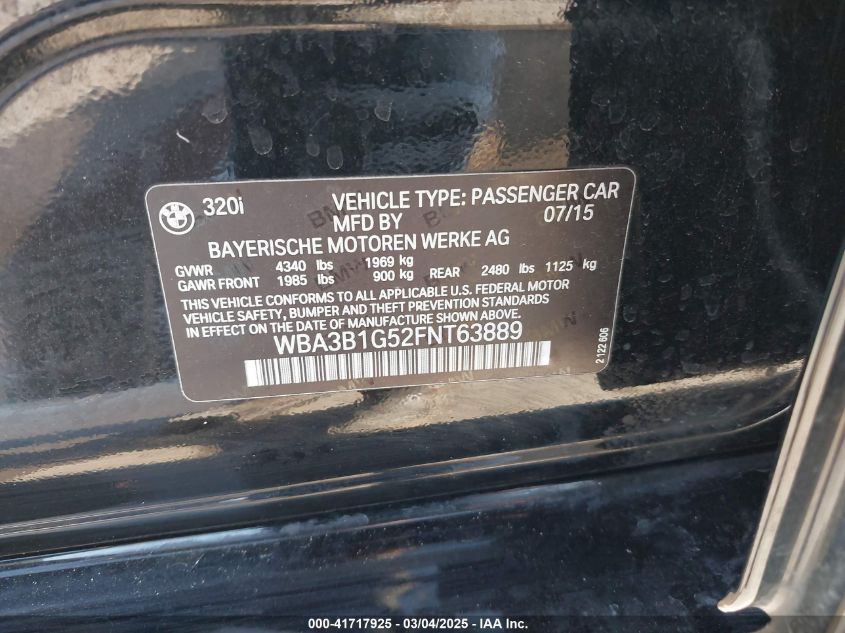 320i VEHICLE TYPE: PASSENGER CAR
MFD BY 07/15
BAYERISCHE MOTOREN WERKE AG
GVWR 4340 lbs 1969 kg
GAWR FRONT 1985 lbs 900 kg REAR 2480 lbs 1125 kg
THIS VEHICLE CONFORMS TO ALL APPLICABLE U.S. FEDERAL MOTOR
VEHICLE SAFETY, BUMPER AND THEFT PREVENTION STANDARDS
IN EFFECT ON THE DATE OF MANUFACTURE SHOWN ABOVE.
WBA3B1G52FNT63889
2 122 606
000-41717925 - 03/04/2025 - IAA Inc.